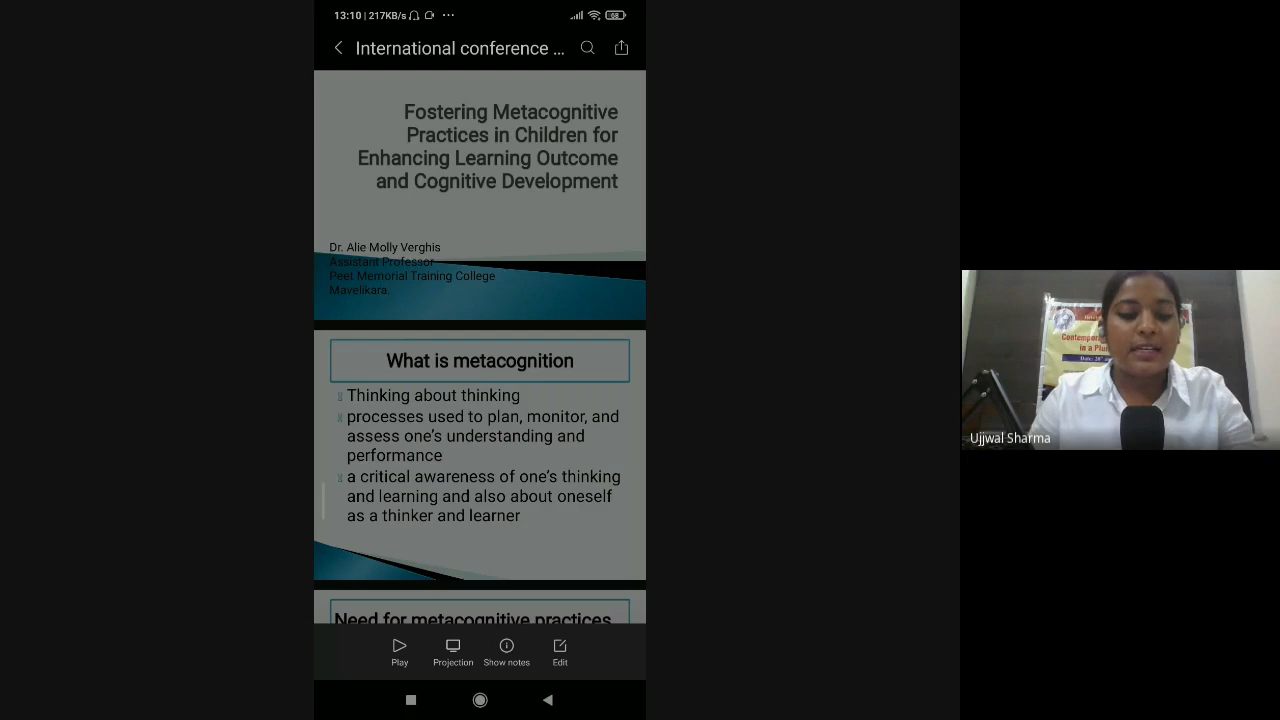 13:10 | 217KB/s
68
International conference ...
Fostering Metacognitive
Practices in Children for
Enhancing Learning Outcome
and Cognitive Development
Dr. Alie Molly Verghis
Assistant Professor
Peet Memorial Training College
Mavelikara.
What is metacognition
Thinking about thinking
processes used to plan, monitor, and
assess one's understanding and
performance
a critical awareness of one's thinking
and learning and also about oneself
as a thinker and learner
Need for metacognitive practices
Play
Projection
Show notes
Edit
Ujjwal Sharma
in a